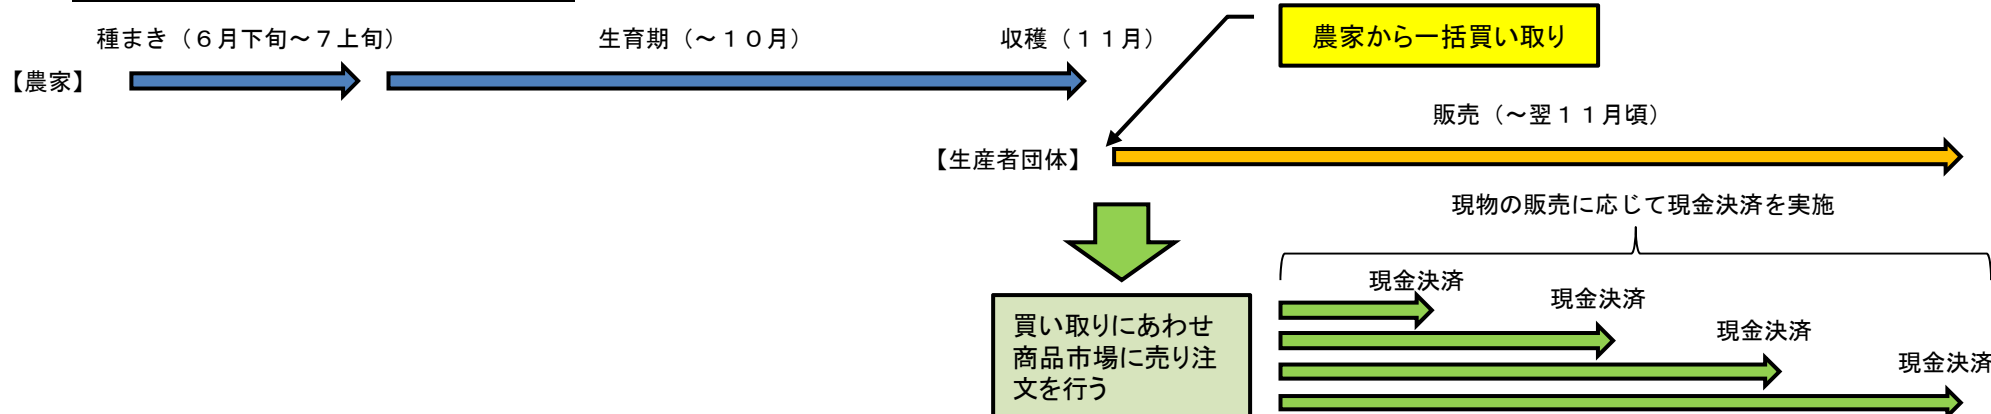 種まき（６月下旬～７上旬）
生育期（～１０月）
収穫（１１月）
農家から一括買い取り
【農家】
販売（～翌１１月頃）
【生産者団体】
現物の販売に応じて現金決済を実施
現金決済
現金決済
現金決済
現金決済
買い取りにあわせ
商品市場に売り注
文を行う